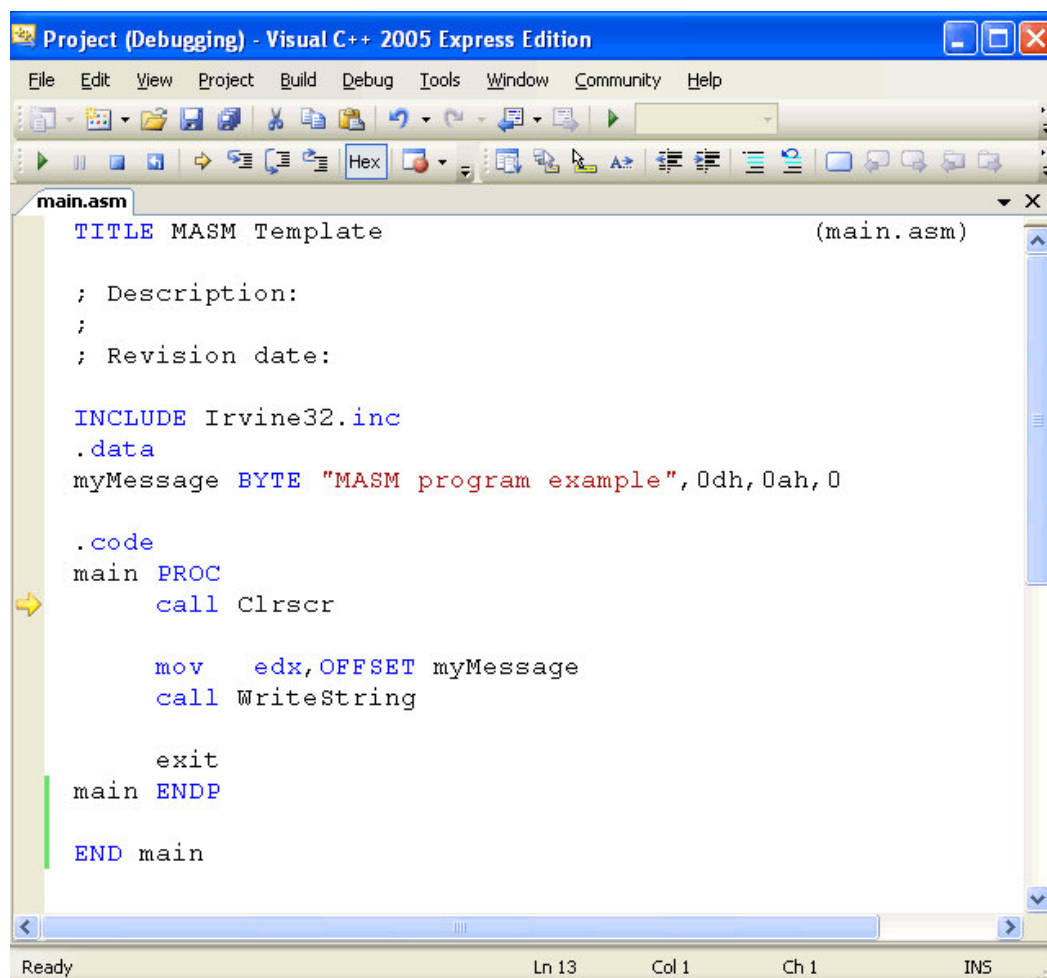 Project (Debugging) - Visual C++ 2005 Express Edition
File Edit View Project Build Debug Tools Window Community Help
Hex
main.asm
TITLE MASM Template (main.asm)
; Description:
;
; Revision date:
INCLUDE Irvine32.inc
.data
myMessage BYTE "MASM program example",0dh,0ah,0
.code
main PROC
call Clrscr
mov edx,OFFSET myMessage
call WriteString
exit
main ENDP
END main
Ready Ln 13 Col 1 Ch 1 INS